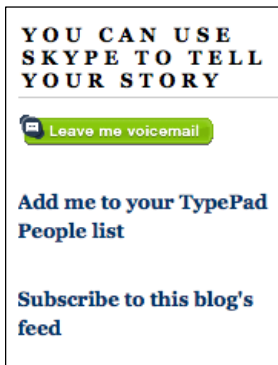 YOU CAN USE
SKYPE TO TELL
YOUR STORY
Leave me voicemail
Add me to your TypePad
People list
Subscribe to this blog's
feed